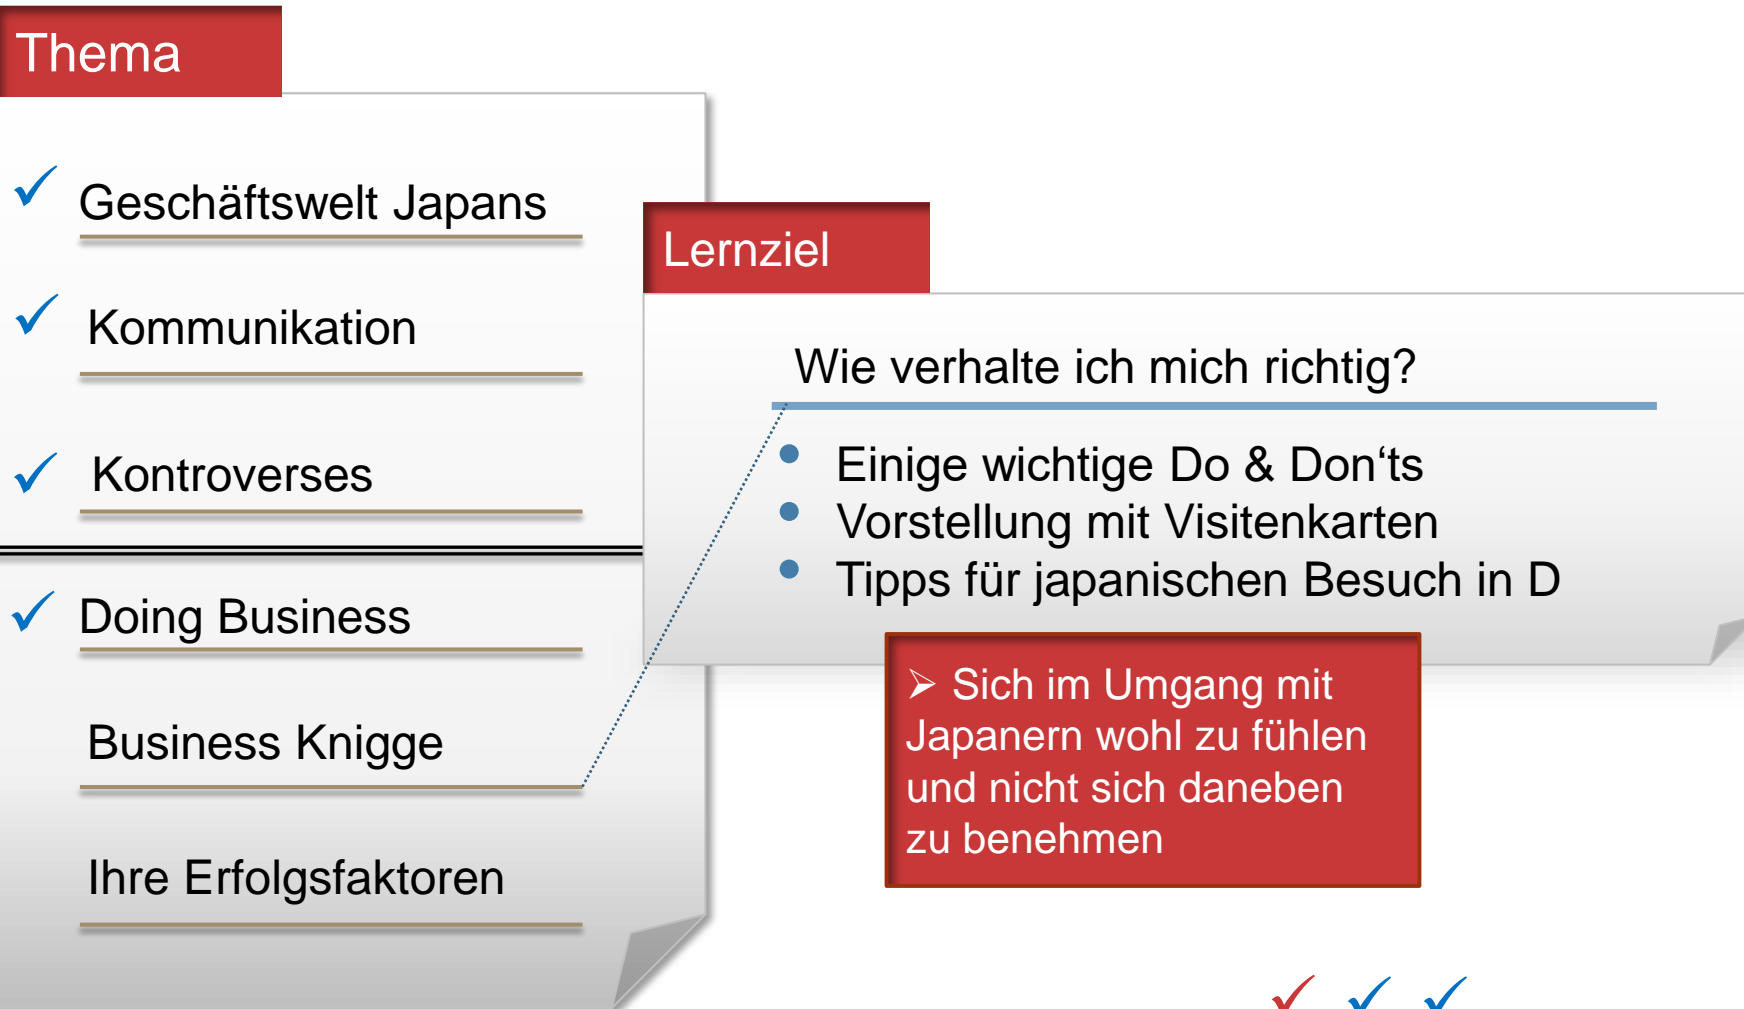 Thema
Geschäftswelt Japans
Kommunikation
Kontroverses
Doing Business
Business Knigge
Ihre Erfolgsfaktoren
Lernziel
Wie verhalte ich mich richtig?
Einige wichtige Do & Don‘ts
Vorstellung mit Visitenkarten
Tipps für japanischen Besuch in D
Sich im Umgang mit
Japanern wohl zu fühlen
und nicht sich daneben
zu benehmen